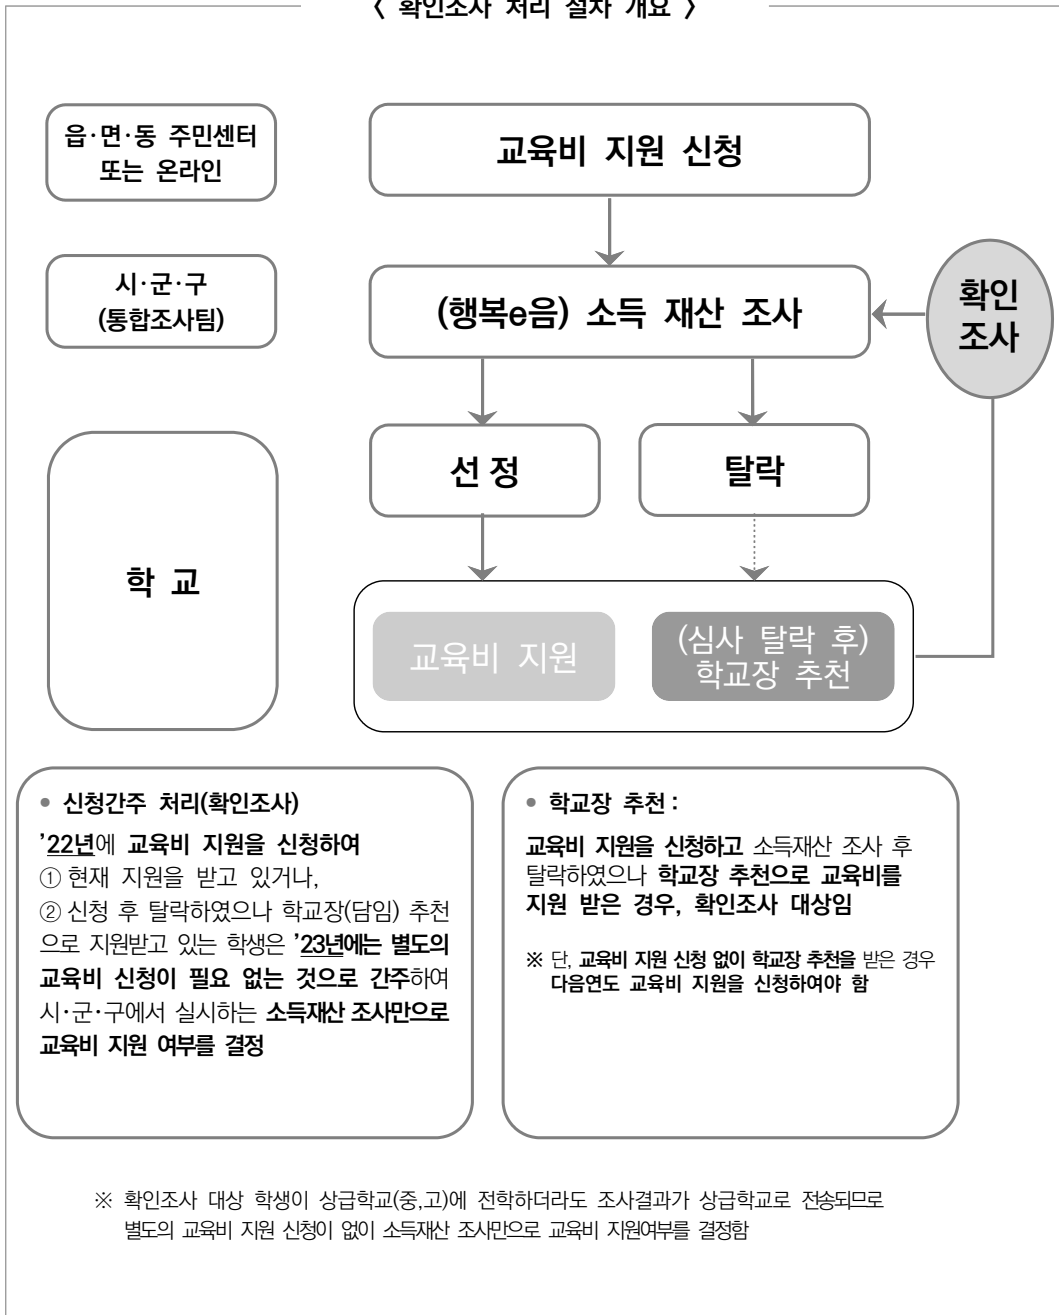 < 확인조사 처리 절차 개요 >
읍·면·동 주민센터
또는 온라인
교육비 지원 신청
시·군·구
(통합조사팀)
(행복e음) 소득 재산 조사
확인
조사
선 정
탈락
학 교
교육비 지원
(심사 탈락 후)
학교장 추천
• 신청간주 처리(확인조사)
’22년에 교육비 지원을 신청하여
① 현재 지원을 받고 있거나,
② 신청 후 탈락하였으나 학교장(담임) 추천
으로 지원받고 있는 학생은 ’23년에는 별도의
교육비 신청이 필요 없는 것으로 간주하여
시·군·구에서 실시하는 소득재산 조사만으로
교육비 지원 여부를 결정
• 학교장 추천 :
교육비 지원을 신청하고 소득재산 조사 후
탈락하였으나 학교장 추천으로 교육비를
지원 받은 경우, 확인조사 대상임
※ 단, 교육비 지원 신청 없이 학교장 추천을 받은 경우
다음연도 교육비 지원을 신청하여야 함
※ 확인조사 대상 학생이 상급학교(중,고)에 전학하더라도 조사결과가 상급학교로 전송되므로
별도의 교육비 지원 신청이 없이 소득재산 조사만으로 교육비 지원여부를 결정함